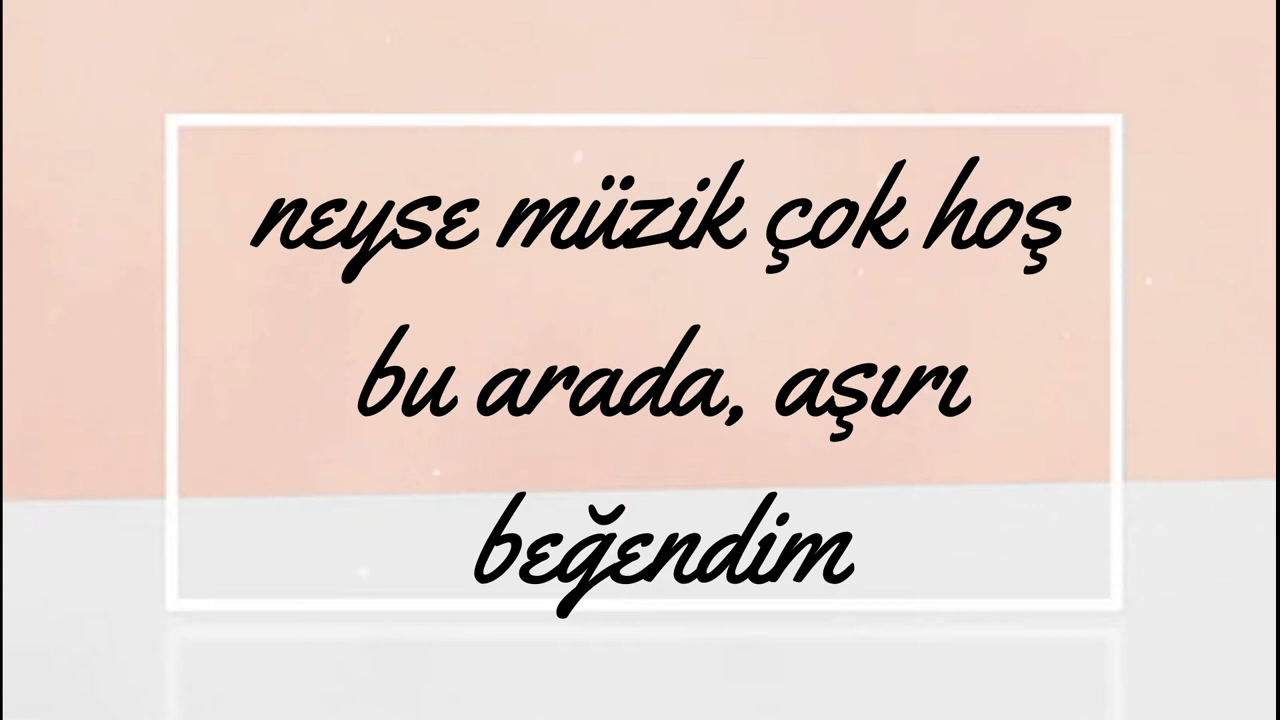 neyse müzik çok hoş
bu arada, aşırı
beğendim